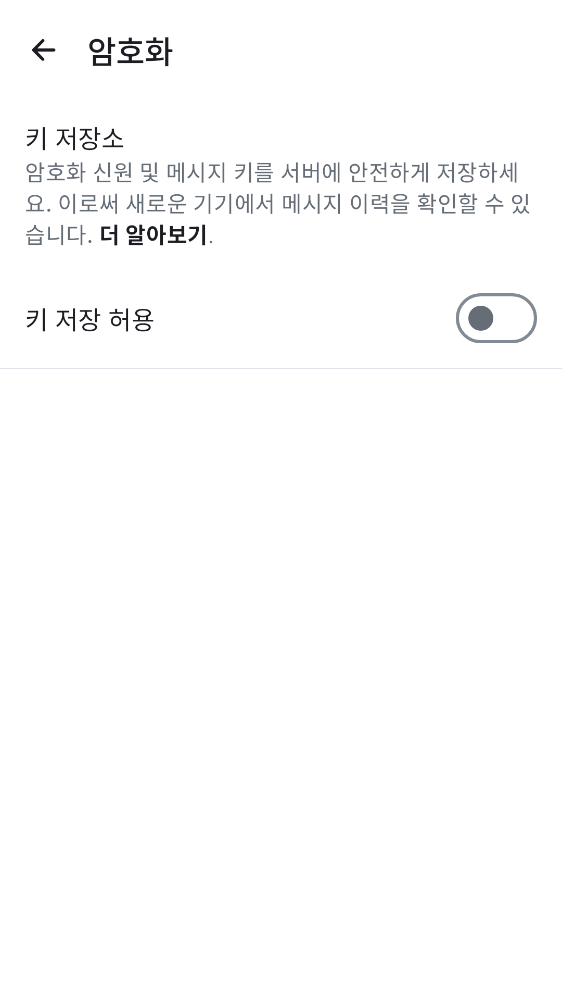 암호화
키 저장소
암호화 신원 및 메시지 키를 서버에 안전하게 저장하세
요. 이로써 새로운 기기에서 메시지 이력을 확인할 수 있
습니다. 더 알아보기.
키 저장 허용